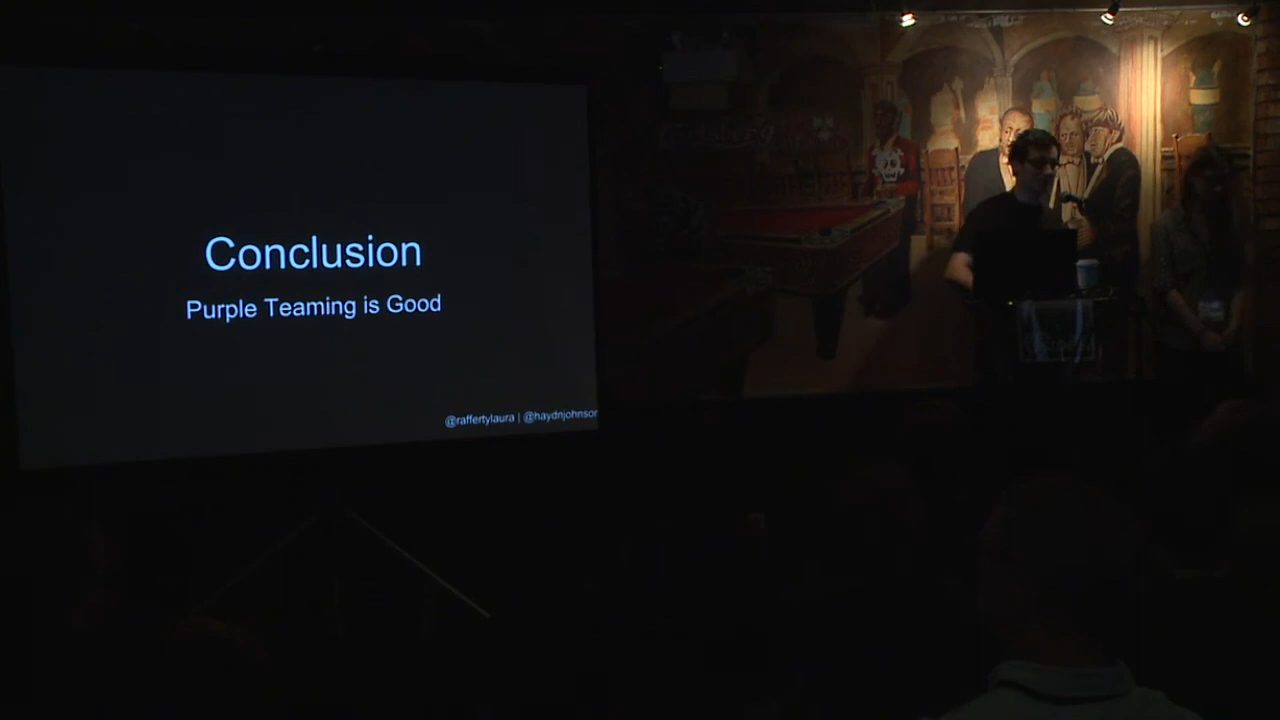 Conclusion
Purple Teaming is Good
@raffertylaura | @haydnjohnson